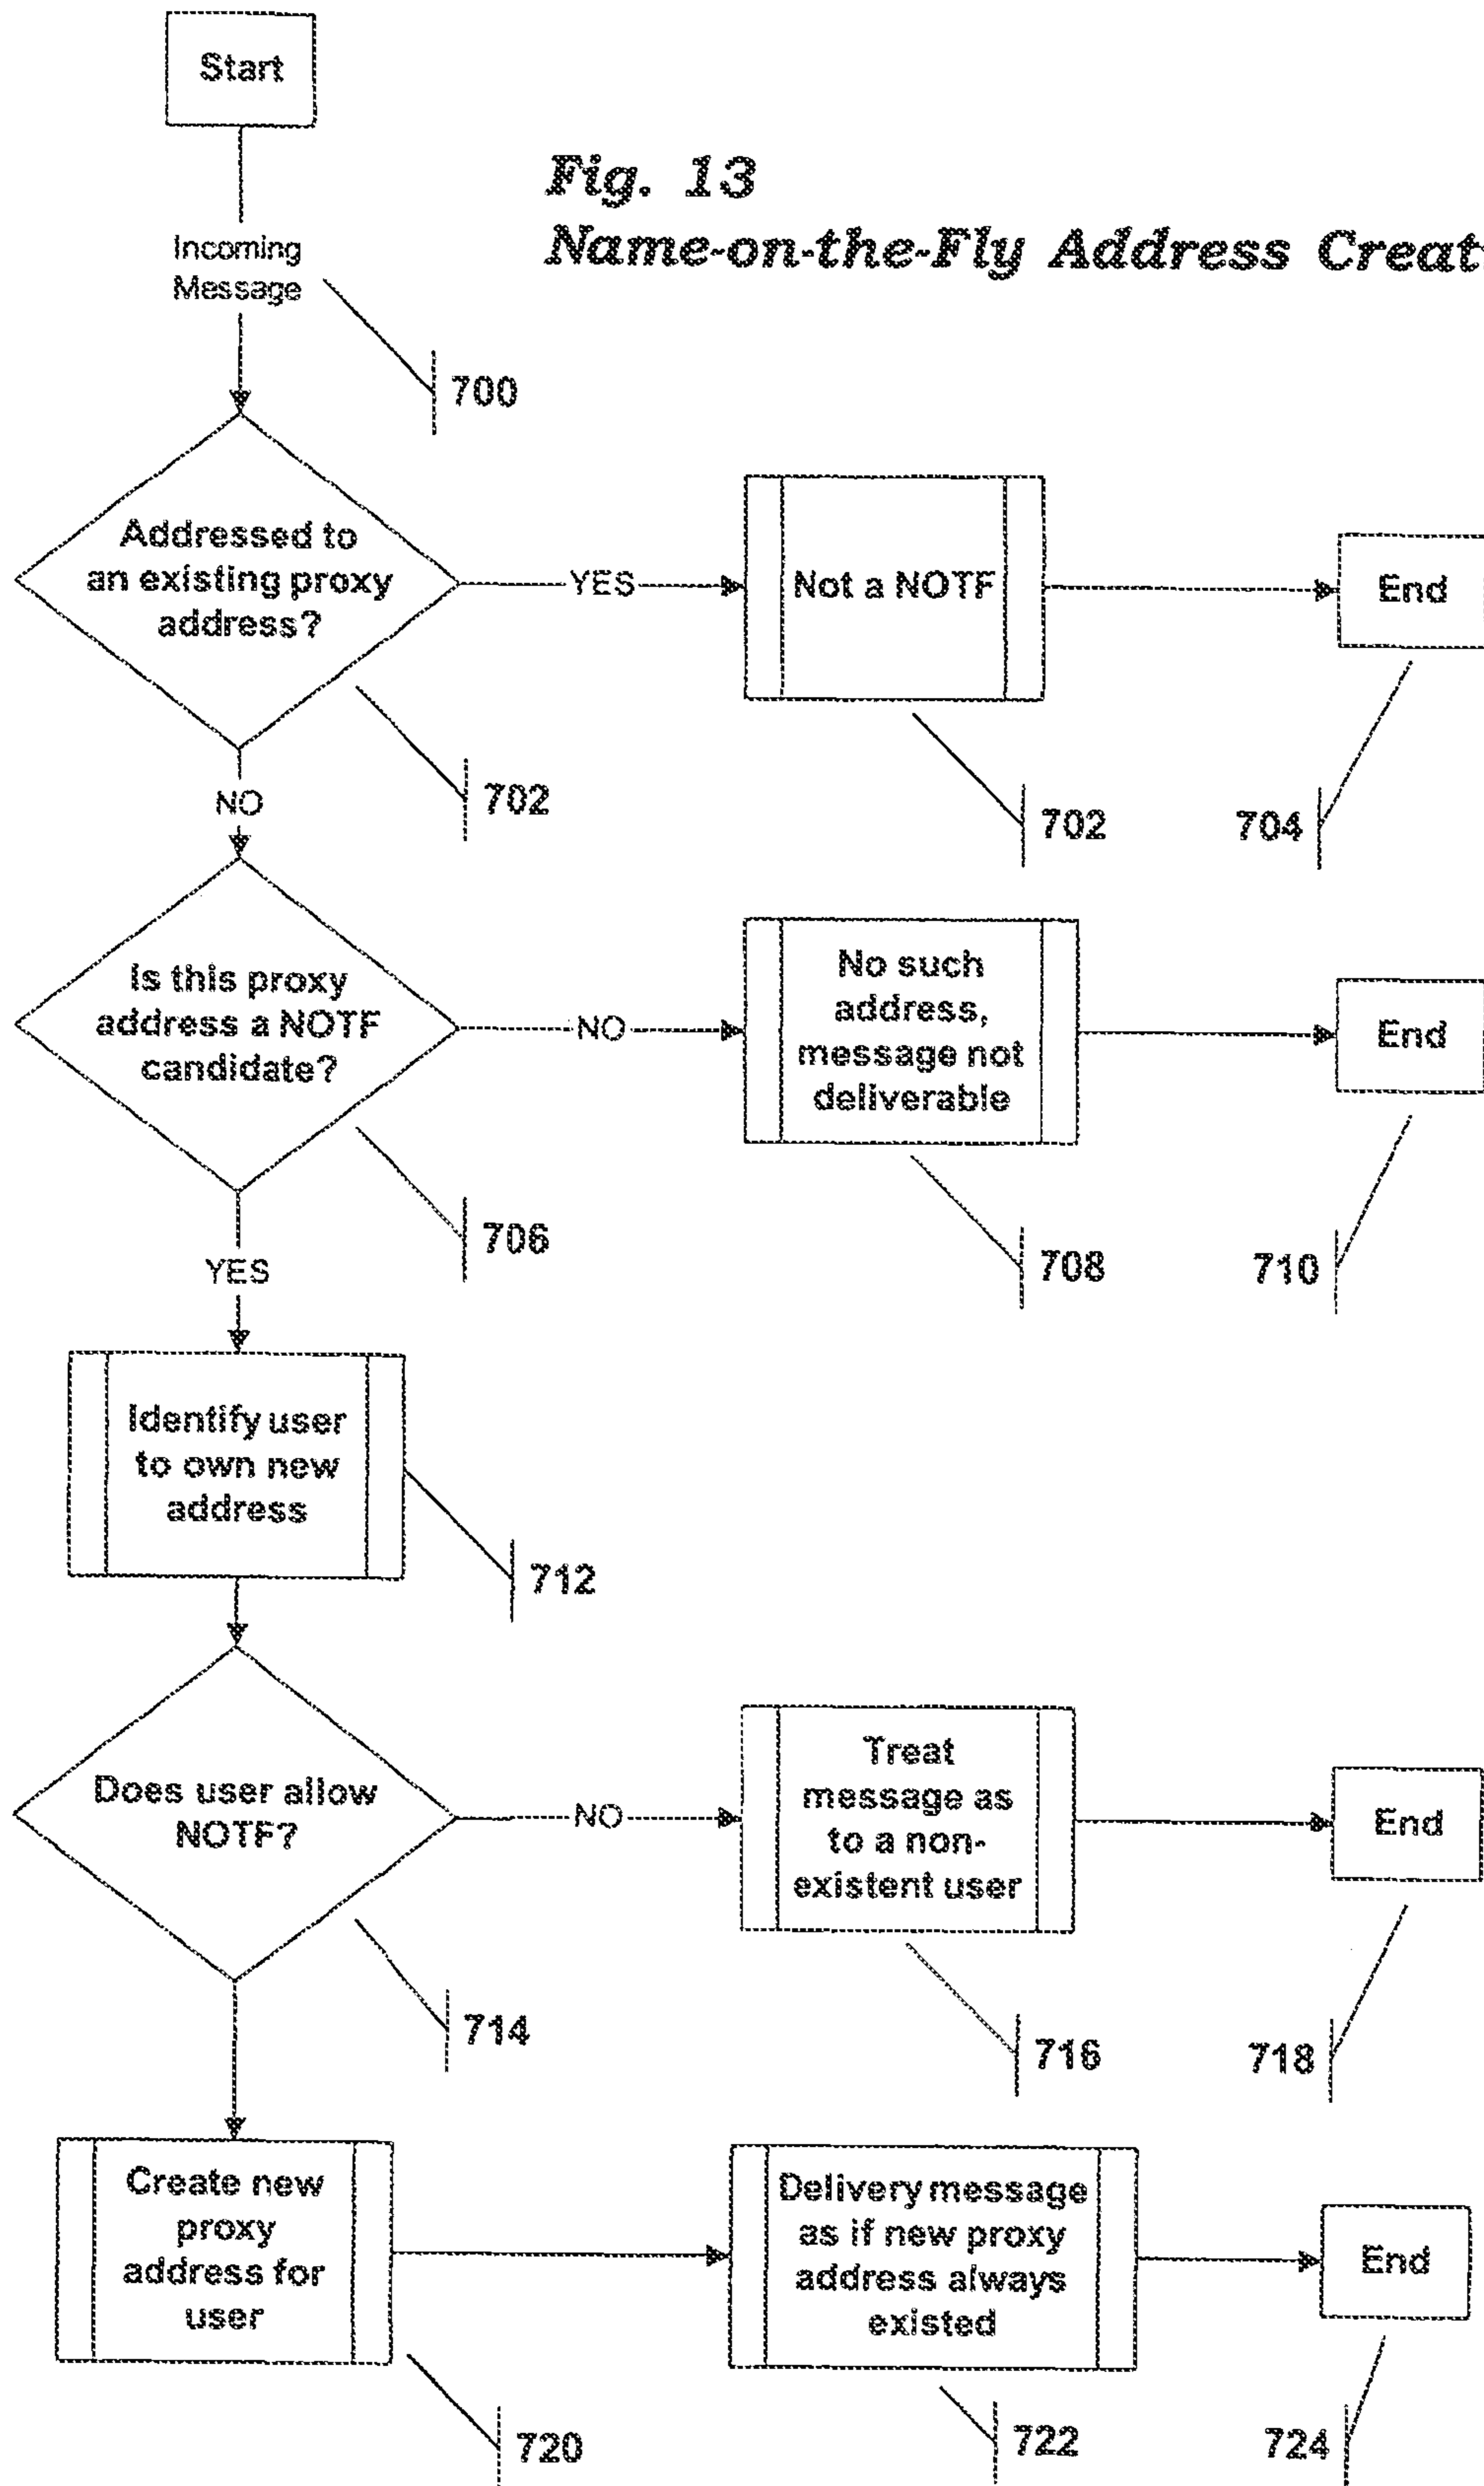 Start
Fig. 13
Name-on-the-Fly Address Creat
Incoming
Message
700
Addressed to
an existing proxy
address?
YES
Not a NOTF
End
702
702
704
NO
Is this proxy
address a NOTF
candidate?
NO
No such
address,
message not
deliverable
End
706
708
710
YES
Identify user
to own new
address
712
Does user allow
NOTF?
NO
Treat
message as
to a non-
existent user
End
714
716
718
Create new
proxy
address for
user
Delivery message
as if new proxy
address always
existed
End
720
722
724